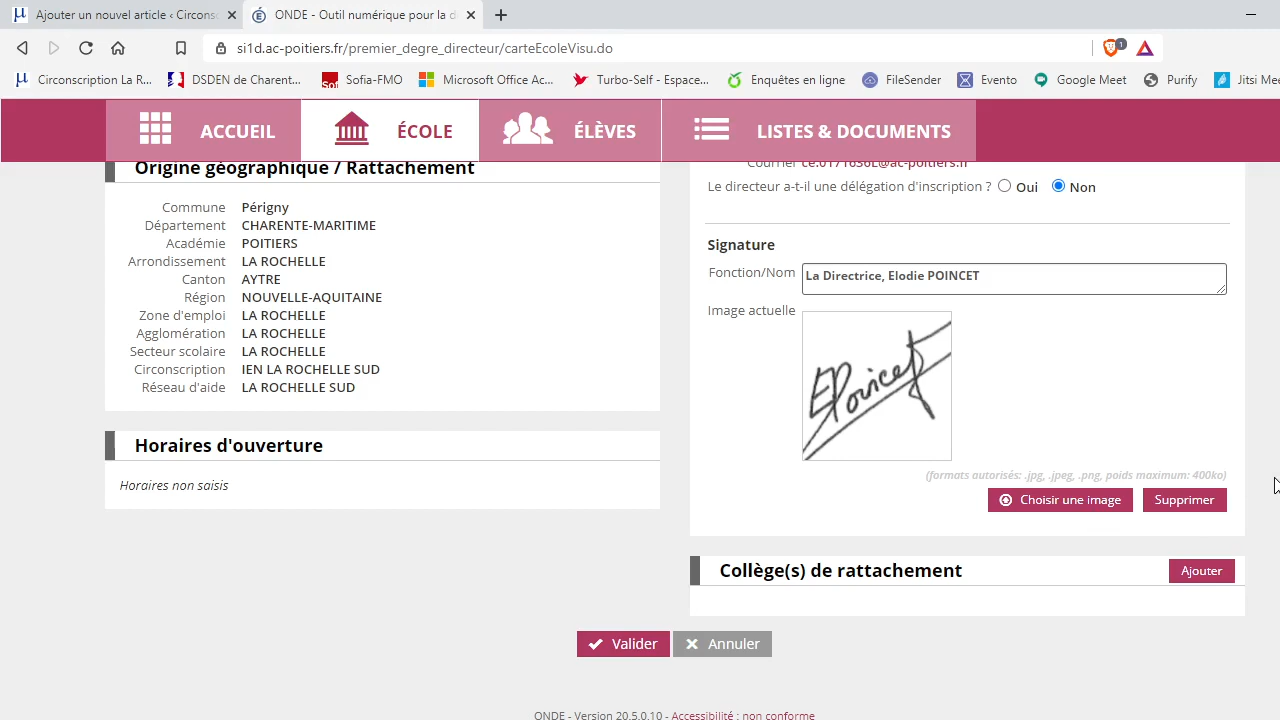 Ajouter un nouvel article ‹ Circonsc
ONDE - Outil numérique pour la d
si1d.ac-poitiers.fr/premier_degre_directeur/carteEcoleVisu.do
1
Circonscription La R...
DSDEN de Charent...
Sofia-FMO
Microsoft Office Ac...
Turbo-Self - Espace...
Enquêtes en ligne
FileSender
Evento
Google Meet
Purify
Jitsi Mee
ACCUEIL
ÉCOLE
ÉLÈVES
LISTES & DOCUMENTS
Origine géographique / Rattachement
Commune Périgny
Département CHARENTE-MARITIME
Académie POITIERS
Arrondissement LA ROCHELLE
Canton AYTRE
Région NOUVELLE-AQUITAINE
Zone d'emploi LA ROCHELLE
Agglomération LA ROCHELLE
Secteur scolaire LA ROCHELLE
Circonscription IEN LA ROCHELLE SUD
Réseau d'aide LA ROCHELLE SUD
Horaires d'ouverture
Horaires non saisis
Courrier
Le directeur a-t-il une délégation d'inscription ? Oui Non
Signature
Fonction/Nom La Directrice, Elodie POINCET
Image actuelle
EPoincet
(formats autorisés: .jpg, .jpeg, .png, poids maximum: 400ko)
Choisir une image
Supprimer
Collège(s) de rattachement
Ajouter
Valider
Annuler
ONDE - Version 20.5.0.10 - Accessibilité : non conforme